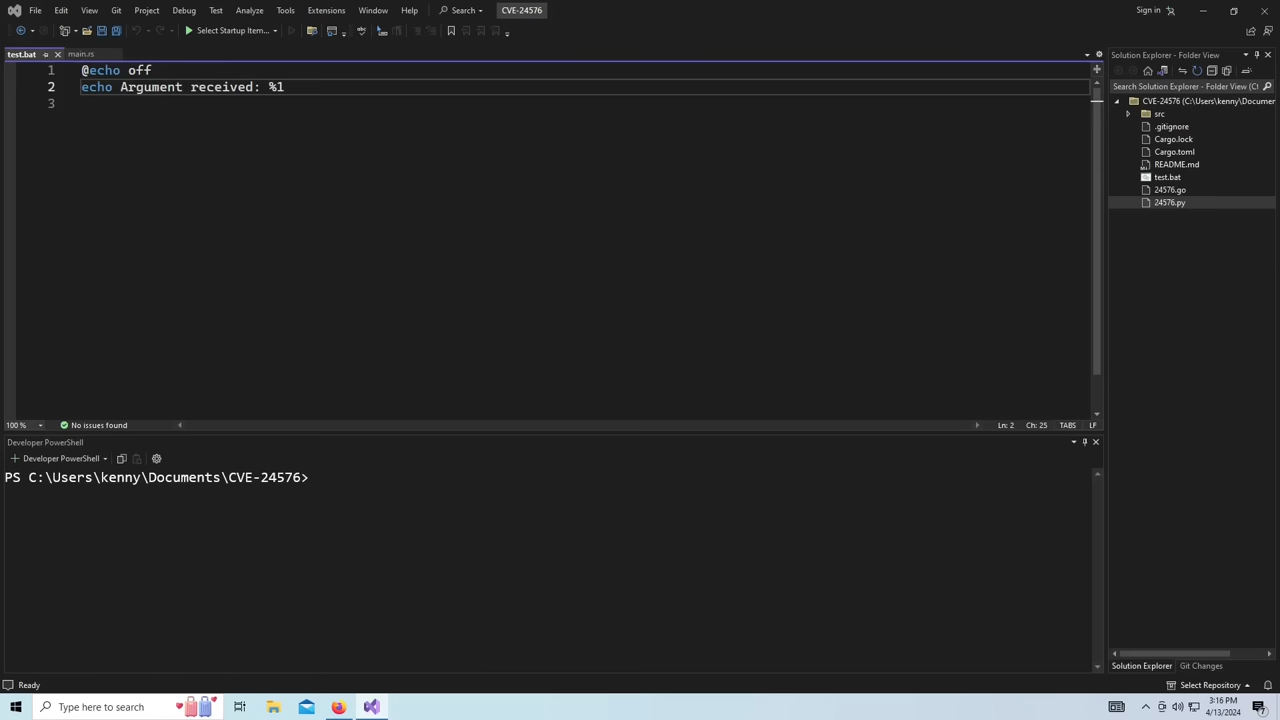 File Edit View Git Project Debug Test Analyze Tools Extensions Window Help Search CVE-24576 Sign in
Select Startup Item...
test.bat main.rs
1 @echo off
2 echo Argument received: %1
3
100 % No issues found Ln: 2 Ch: 25 TABS LF
Developer PowerShell
Developer PowerShell
PS C:\Users\kenny\Documents\CVE-24576>
Solution Explorer - Folder View
Search Solution Explorer - Folder View (Ct
CVE-24576 (C:\Users\kenny\Documen
src
.gitignore
Cargo.lock
Cargo.toml
README.md
test.bat
24576.go
24576.py
Solution Explorer Git Changes
Ready Select Repository
Type here to search
3:16 PM
4/13/2024